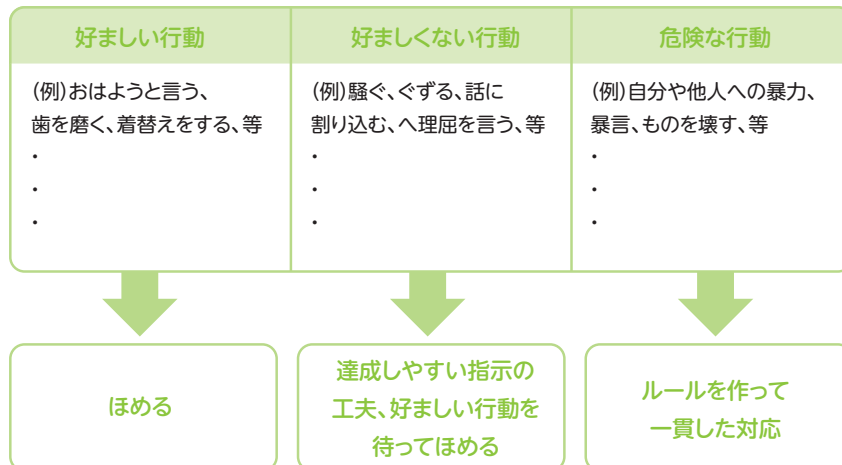 好ましい行動
好ましくない行動
危険な行動
(例)おはようと言う、
歯を磨く、着替えをする、等
・
・
・
(例)騒ぐ、ぐずる、話に
割り込む、へ理屈を言う、等
・
・
・
(例)自分や他人への暴力、
暴言、ものを壊す、等
・
・
・
ほめる
達成しやすい指示の
工夫、好ましい行動を
待ってほめる
ルールを作って
一貫した対応